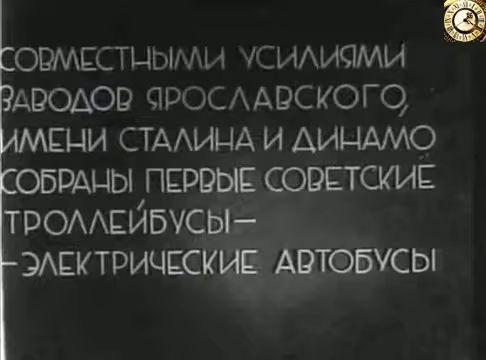 СОВМЕСТНЫМИ УСИЛИЯМИ
ЗАВОДОВ ЯРОСЛАВСКОГО,
ИМЕНИ СТАЛИНА И ДИНАМО
СОБРАНЫ ПЕРВЫЕ СОВЕТСКИЕ
ТРОЛЛЕЙБУСЫ—
—ЭЛЕКТРИЧЕСКИЕ АВТОБУСЫ